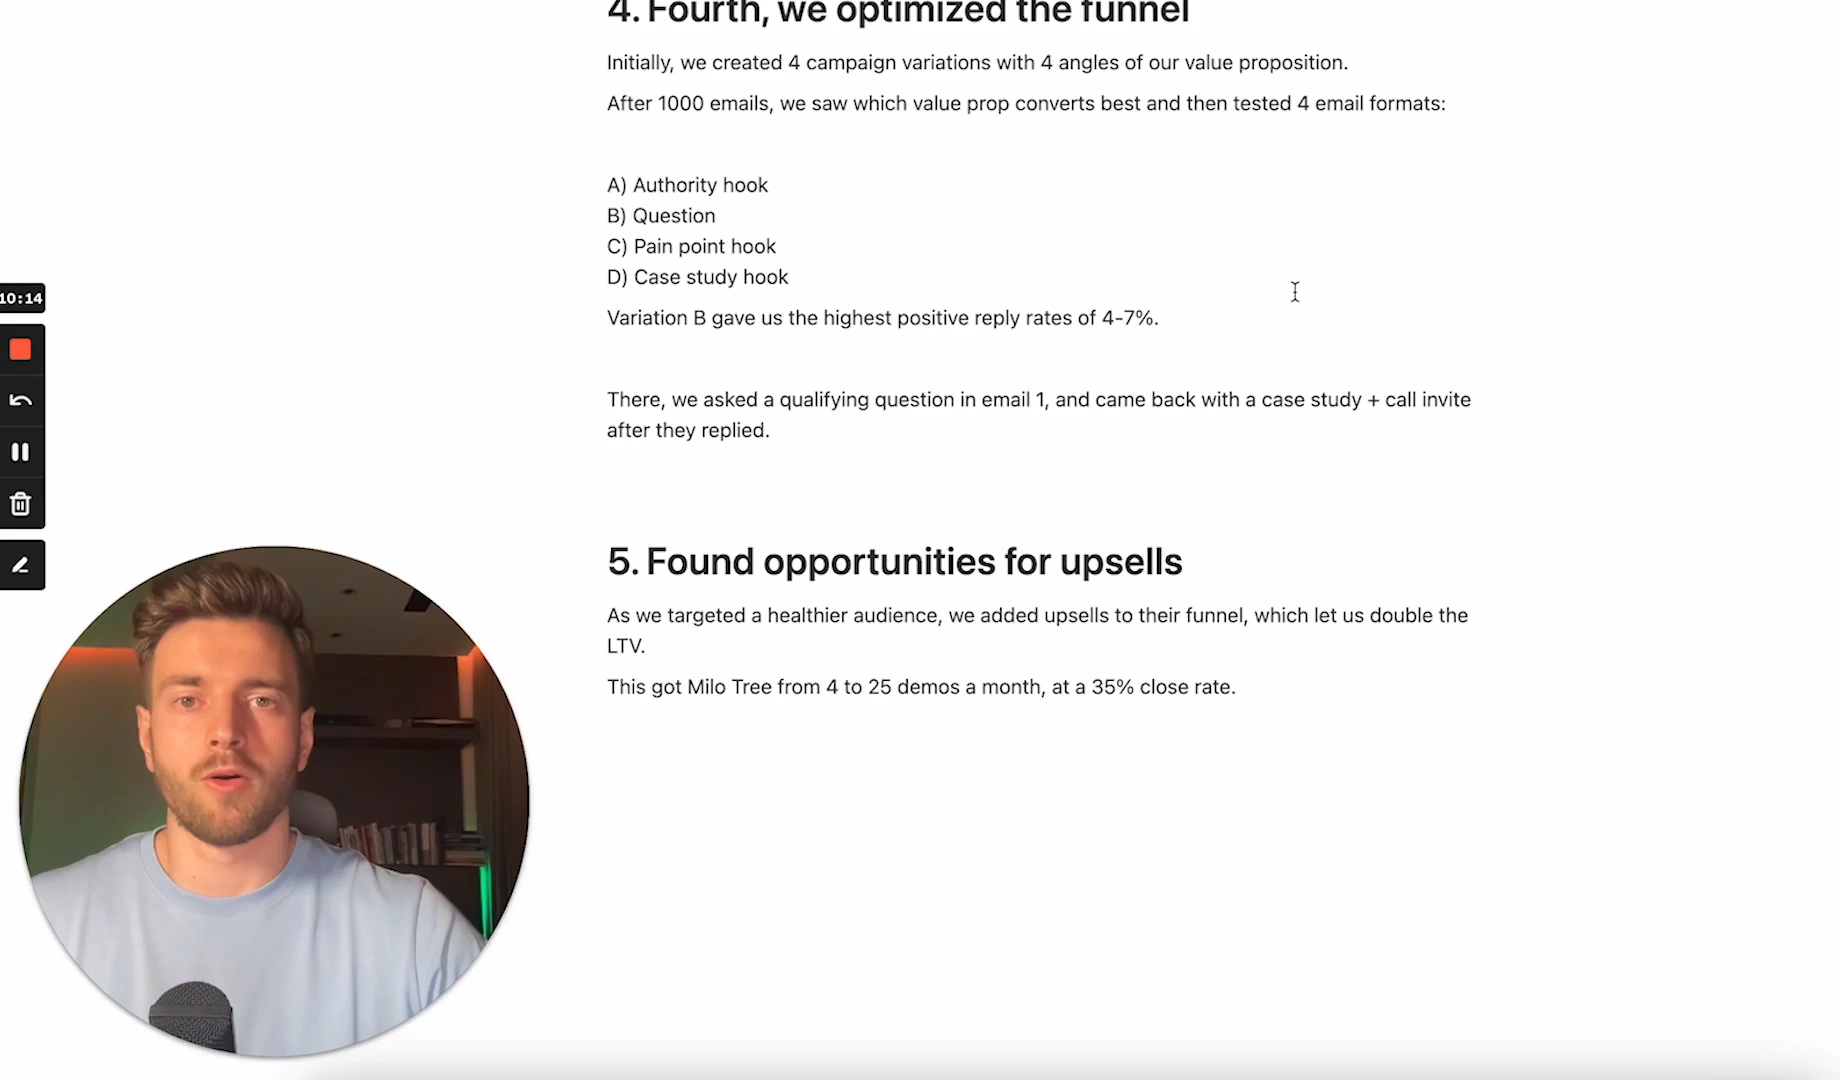 4. Fourth, we optimized the funnel
Initially, we created 4 campaign variations with 4 angles of our value proposition.
After 1000 emails, we saw which value prop converts best and then tested 4 email formats:
A) Authority hook
B) Question
C) Pain point hook
D) Case study hook
Variation B gave us the highest positive reply rates of 4-7%.
There, we asked a qualifying question in email 1, and came back with a case study + call invite
after they replied.
5. Found opportunities for upsells
As we targeted a healthier audience, we added upsells to their funnel, which let us double the
LTV.
This got Milo Tree from 4 to 25 demos a month, at a 35% close rate.
10:14